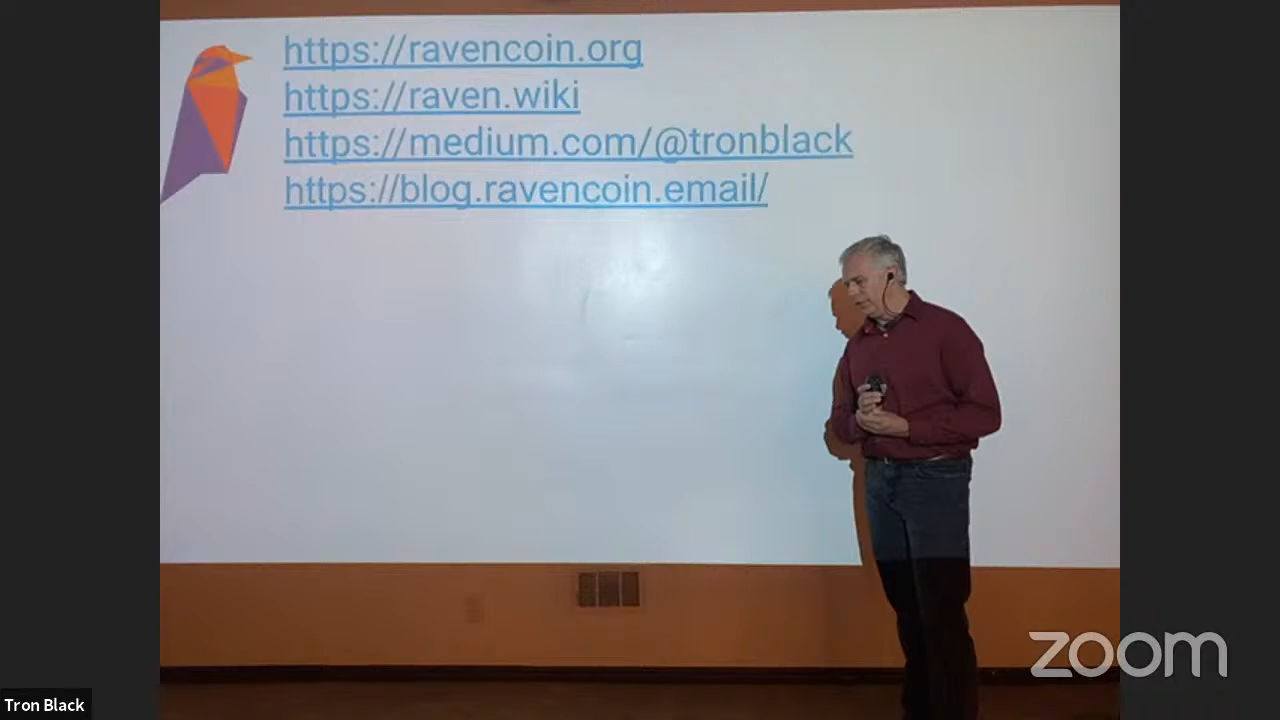 https://ravencoin.org
https://raven.wiki
https://medium.com/@tronblack
https://blog.ravencoin.email/
zoom
Tron Black